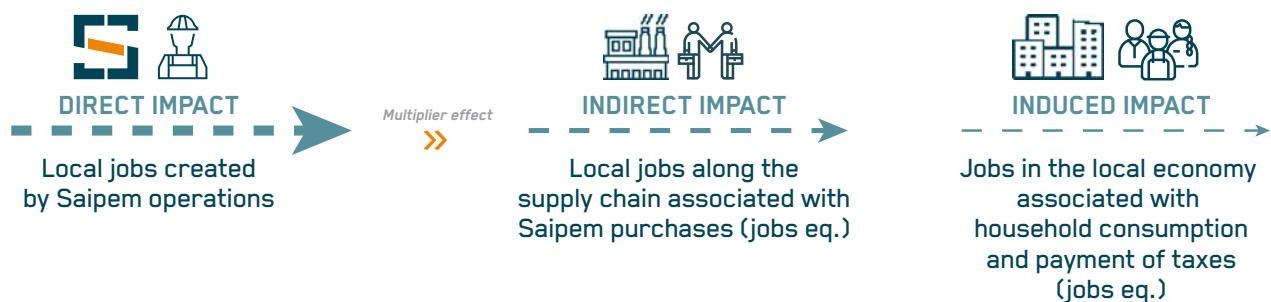 DIRECT IMPACT
Local jobs created
by Saipem operations
Multiplier effect
INDIRECT IMPACT
Local jobs along the
supply chain associated with
Saipem purchases (jobs eq.)
INDUCED IMPACT
Jobs in the local economy
associated with
household consumption
and payment of taxes
(jobs eq.)